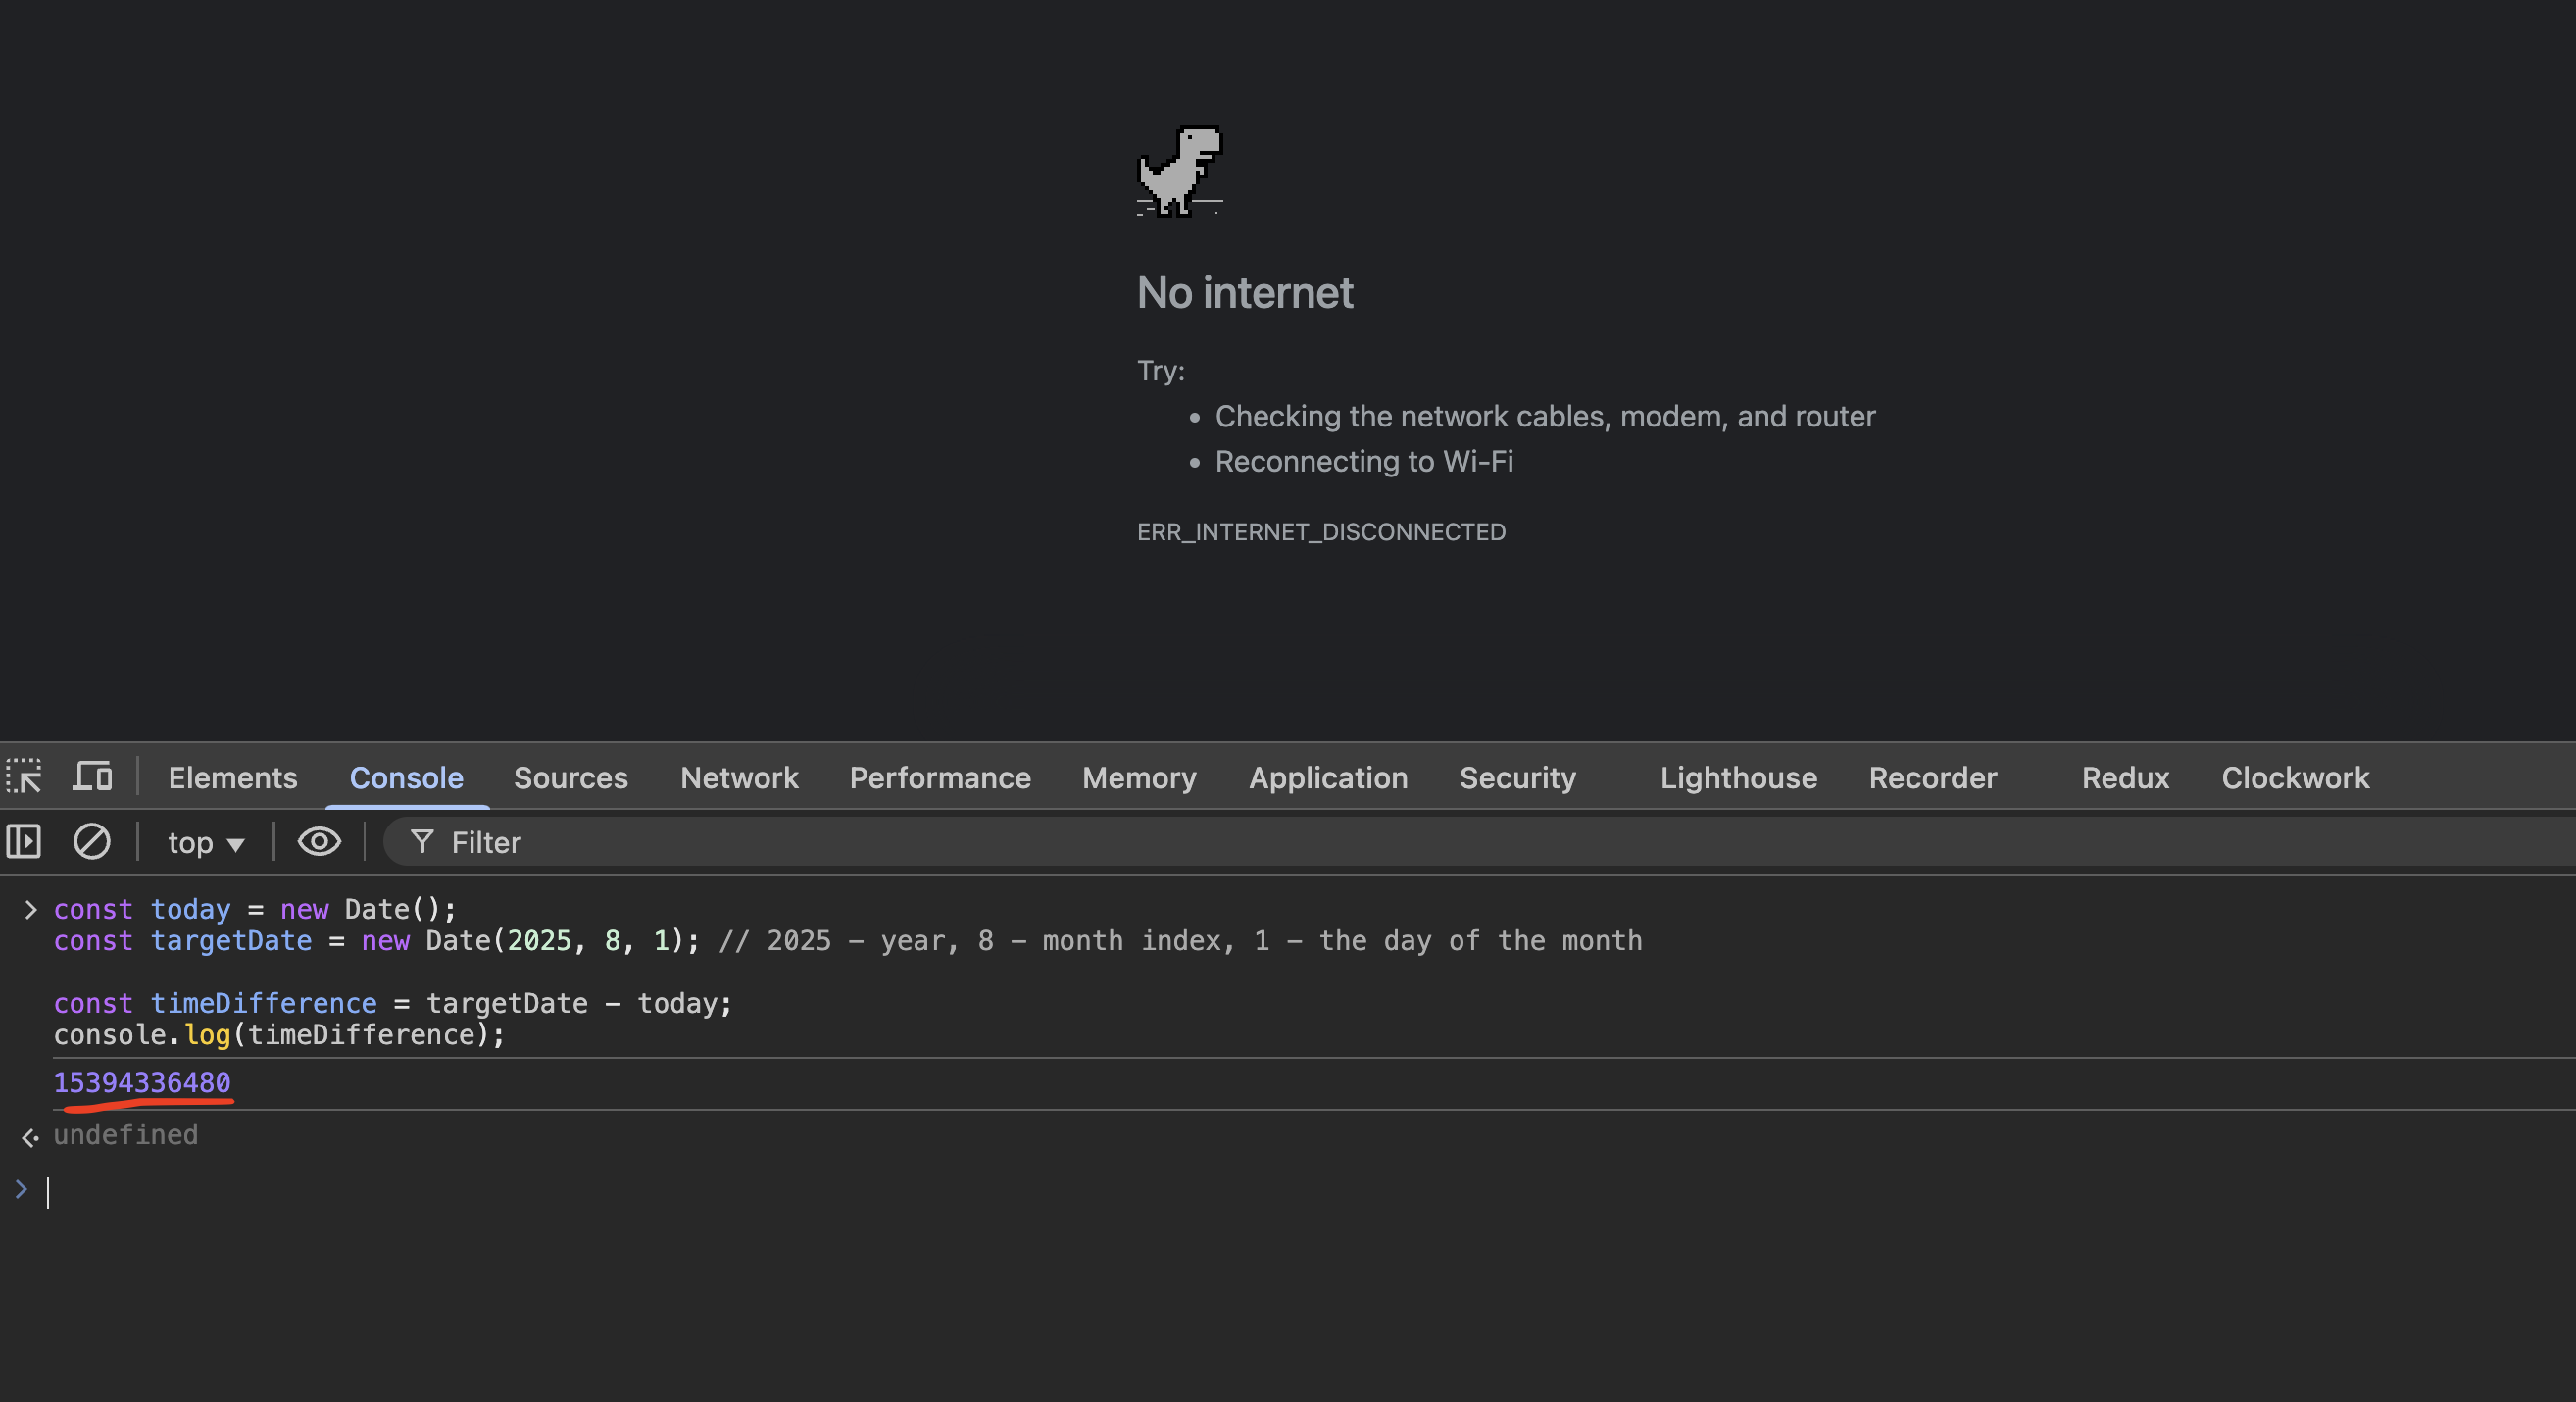 No internet
Try:
• Checking the network cables, modem, and router
• Reconnecting to Wi-Fi
ERR_INTERNET_DISCONNECTED
Elements Console Sources Network Performance Memory Application Security Lighthouse Recorder Redux Clockwork
top ▼ Filter
> const today = new Date();
const targetDate = new Date(2025, 8, 1); // 2025 – year, 8 – month index, 1 – the day of the month
const timeDifference = targetDate - today;
console.log(timeDifference);
15394336480
undefined
>